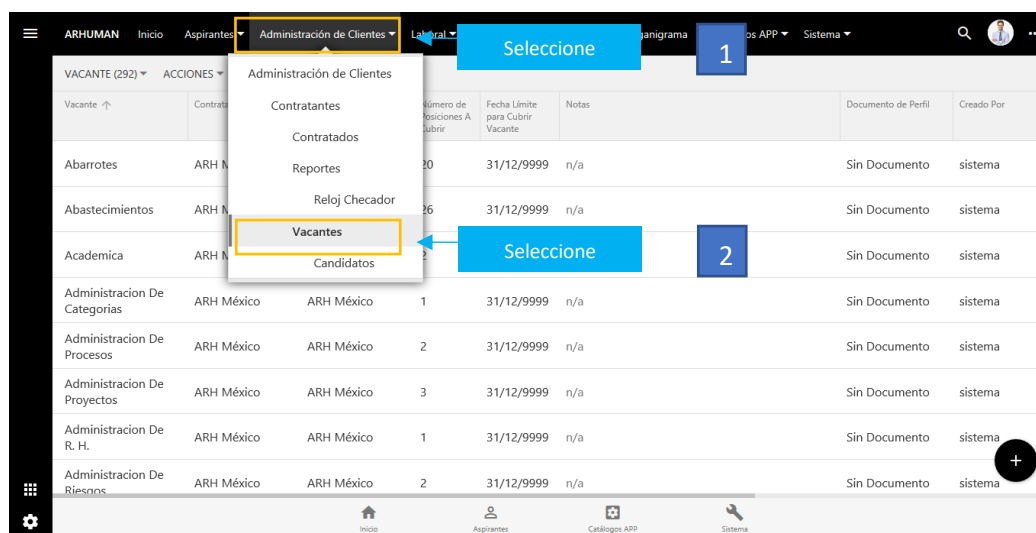 ARHUMAN Inicio Aspirantes Administración de Clientes Laboral
Seleccione
1
Sistema
VACANTE (292) ACCIONES
Administración de Clientes
Contratantes
Contratados
Reportes
Reloj Checador
Vacantes
Candidatos
Seleccione
2
Vacante Número de Posiciones A Cubrir Fecha Límite para Cubrir Vacante Notas Documento de Perfil Creado Por
Abarrotes ARH 20 31/12/9999 n/a Sin Documento sistema
Abastecimientos ARH 26 31/12/9999 n/a Sin Documento sistema
Academica ARH Sin Documento sistema
Administracion De Categorias ARH México ARH México 1 31/12/9999 n/a Sin Documento sistema
Administracion De Procesos ARH México ARH México 2 31/12/9999 n/a Sin Documento sistema
Administracion De Proyectos ARH México ARH México 3 31/12/9999 n/a Sin Documento sistema
Administracion De R. H. ARH México ARH México 1 31/12/9999 n/a Sin Documento sistema
Administracion De Riesgos ARH México ARH México 2 31/12/9999 n/a Sin Documento sistema
Inicio Aspirantes Catálogos APP Sistema